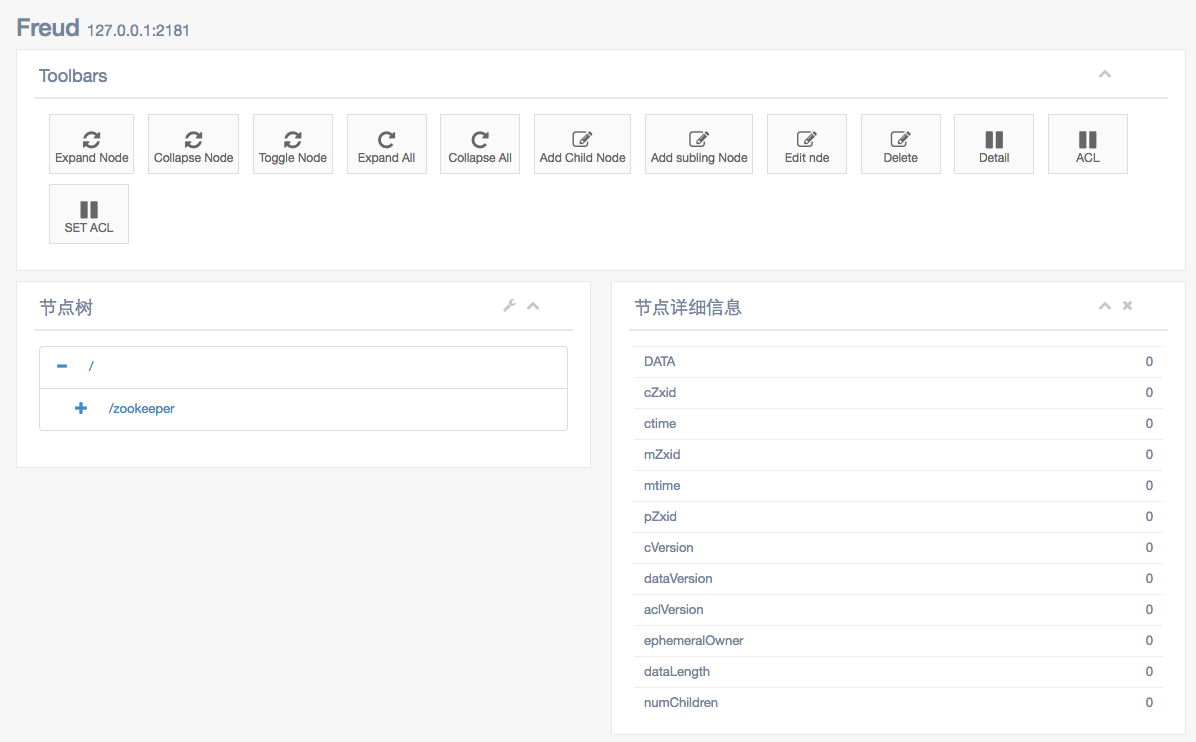 Freud 127.0.0.1:2181
Toolbars
Expand Node
Collapse Node
Toggle Node
Expand All
Collapse All
Add Child Node
Add subling Node
Edit nde
Delete
Detail
ACL
SET ACL
节点树
/
/zookeeper
节点详细信息
DATA 0
cZxid 0
ctime 0
mZxid 0
mtime 0
pZxid 0
cVersion 0
dataVersion 0
aclVersion 0
ephemeralOwner 0
dataLength 0
numChildren 0